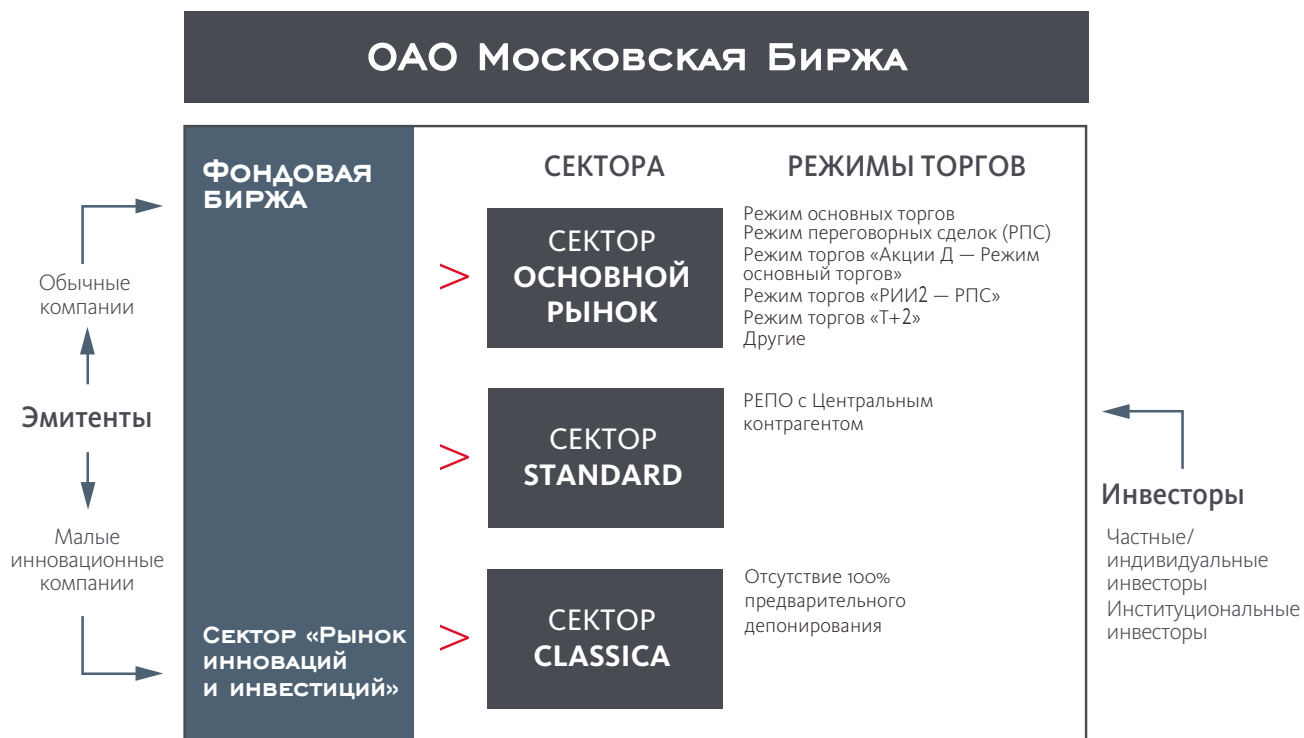 ОАО Московская Биржа
Фондовая
биржа
СЕКТОРА
РЕЖИМЫ ТОРГОВ
СЕКТОР
ОСНОВНОЙ
РЫНОК
Режим основных торгов
Режим переговорных сделок (РПС)
Режим торгов «Акции Д — Режим
основный торгов»
Режим торгов «РИИ2 — РПС»
Режим торгов «Т+2»
Другие
Обычные
компании
Эмитенты
Малые
инновационные
компании
СЕКТОР
STANDARD
РЕПО с Центральным
контрагентом
Сектор «Рынок
инноваций
и инвестиций»
СЕКТОР
CLASSICA
Отсутствие 100%
предварительного
депонирования
Инвесторы
Частные/
индивидуальные
инвесторы
Институциональные
инвесторы